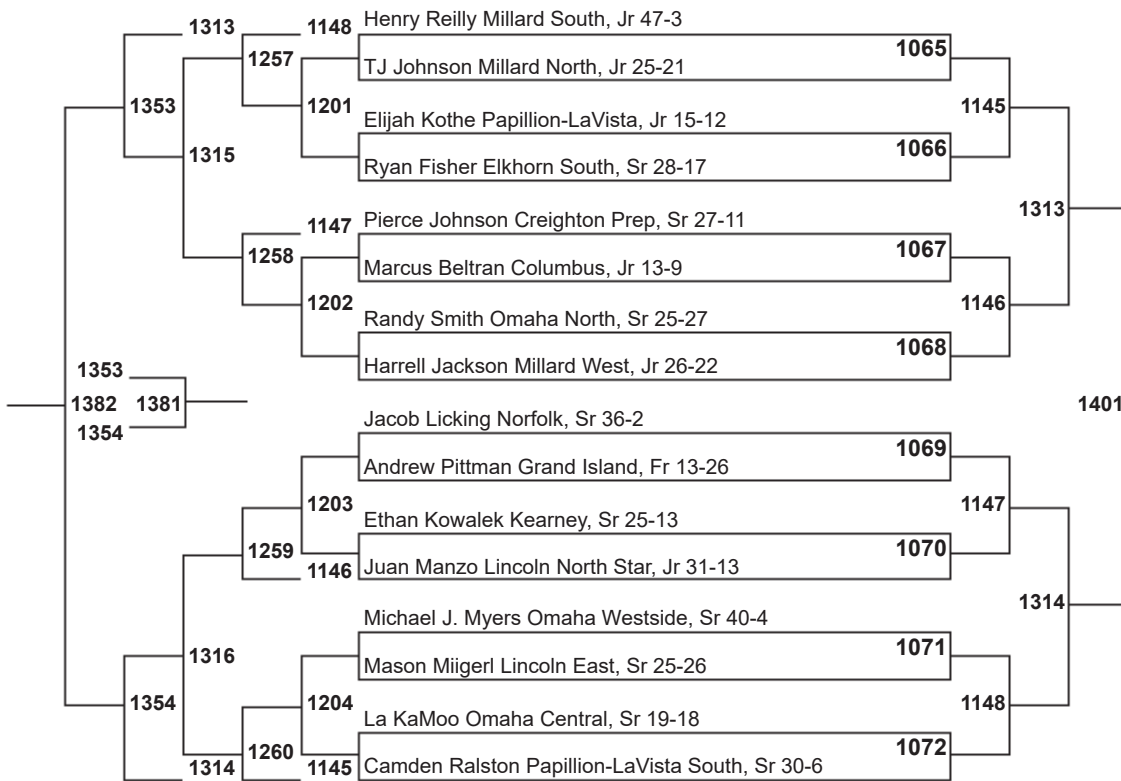 1313 1148 Henry Reilly Millard South, Jr 47-3
1065
1257 TJ Johnson Millard North, Jr 25-21
1353 1201 1145
Elijah Kothe Papillion-LaVista, Jr 15-12
1066
1315 Ryan Fisher Elkhorn South, Sr 28-17
1147 Pierce Johnson Creighton Prep, Sr 27-11
1313
1067
1258 Marcus Beltran Columbus, Jr 13-9
1202 1146
Randy Smith Omaha North, Sr 25-27
1068
1353 Harrell Jackson Millard West, Jr 26-22
1382 1381 1401
1354 Jacob Licking Norfolk, Sr 36-2
1069
Andrew Pittman Grand Island, Fr 13-26
1203 1147
Ethan Kowalek Kearney, Sr 25-13
1259 1070
1146 Juan Manzo Lincoln North Star, Jr 31-13
1314
Michael J. Myers Omaha Westside, Sr 40-4
1316 1071
Mason Miigerl Lincoln East, Sr 25-26
1354 1204 1148
La KaMoo Omaha Central, Sr 19-18
1260 1072
1314 1145 Camden Ralston Papillion-LaVista South, Sr 30-6